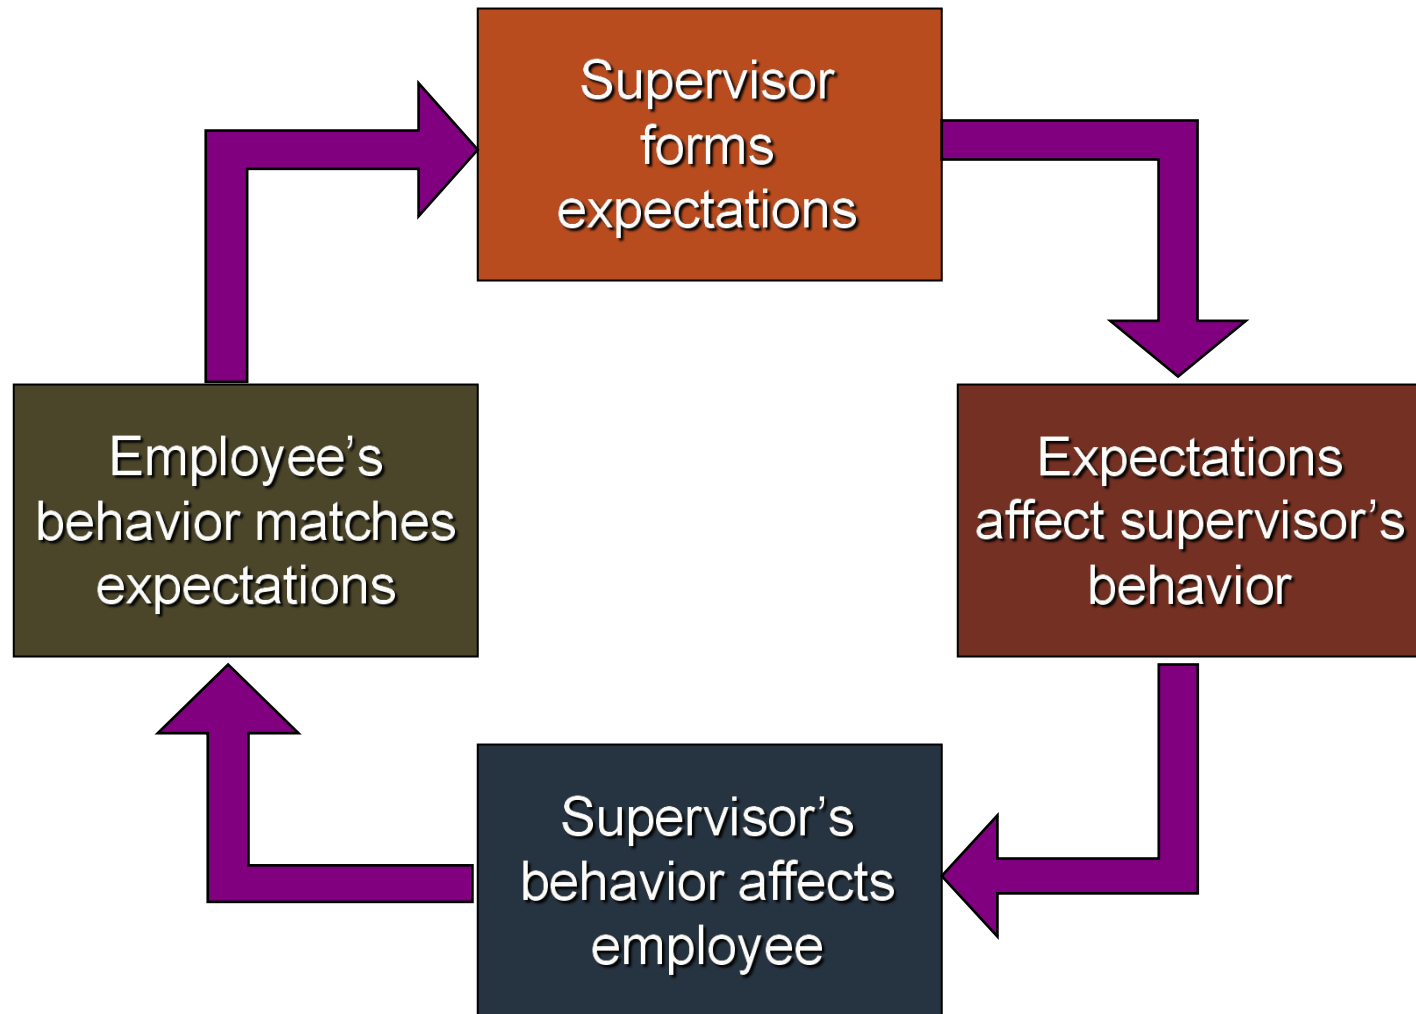 Supervisor
forms
expectations
Expectations
affect supervisor’s
behavior
Supervisor’s
behavior affects
employee
Employee’s
behavior matches
expectations